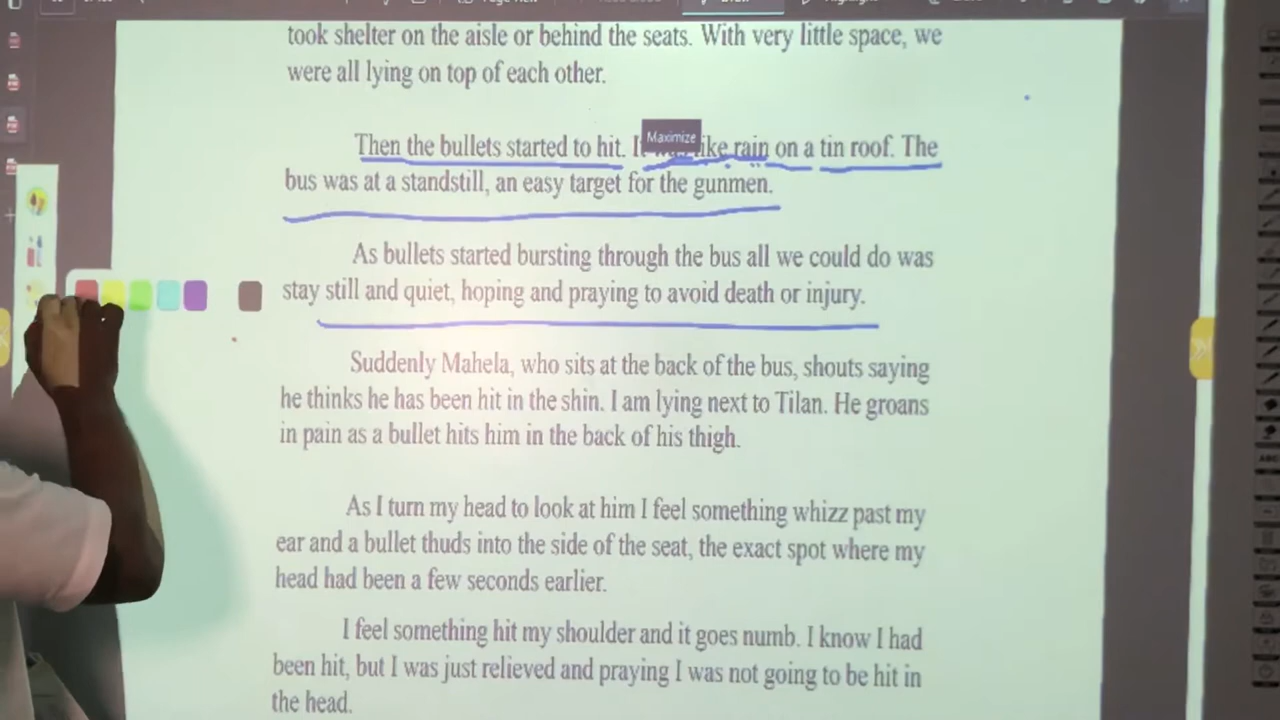 took shelter on the aisle or behind the seats. With very little space, we
were all lying on top of each other.
Then the bullets started to hit. It like rain on a tin roof. The
Maximize
bus was at a standstill, an easy target for the gunmen.
As bullets started bursting through the bus all we could do was
stay still and quiet, hoping and praying to avoid death or injury.
Suddenly Mahela, who sits at the back of the bus, shouts saying
he thinks he has been hit in the shin. I am lying next to Tilan. He groans
in pain as a bullet hits him in the back of his thigh.
As I turn my head to look at him I feel something whizz past my
ear and a bullet thuds into the side of the seat, the exact spot where my
head had been a few seconds earlier.
I feel something hit my shoulder and it goes numb. I know I had
been hit, but I was just relieved and praying I was not going to be hit in
the head.